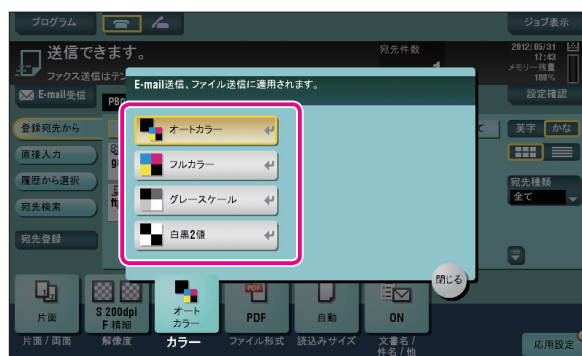 プログラム
ジョブ表示
送信できます。
宛先件数
2012/05/31
17:43
メモリー残量
100%
ファクス送信はテン
E-mail受信
PBO
設定確認
E-mail送信、ファイル送信に適用されます。
登録宛先から
オートカラー
て
英字
かな
直接入力
フルカラー
履歴から選択
グレースケール
宛先種類
全て
宛先検索
白黒2値
宛先登録
閉じる
片面
S 200dpi
F 精細
オート
カラー
PDF
PDF
自動
ON
片面/両面
解像度
カラー
ファイル形式
読込みサイズ
文書名/
件名/他
応用設定